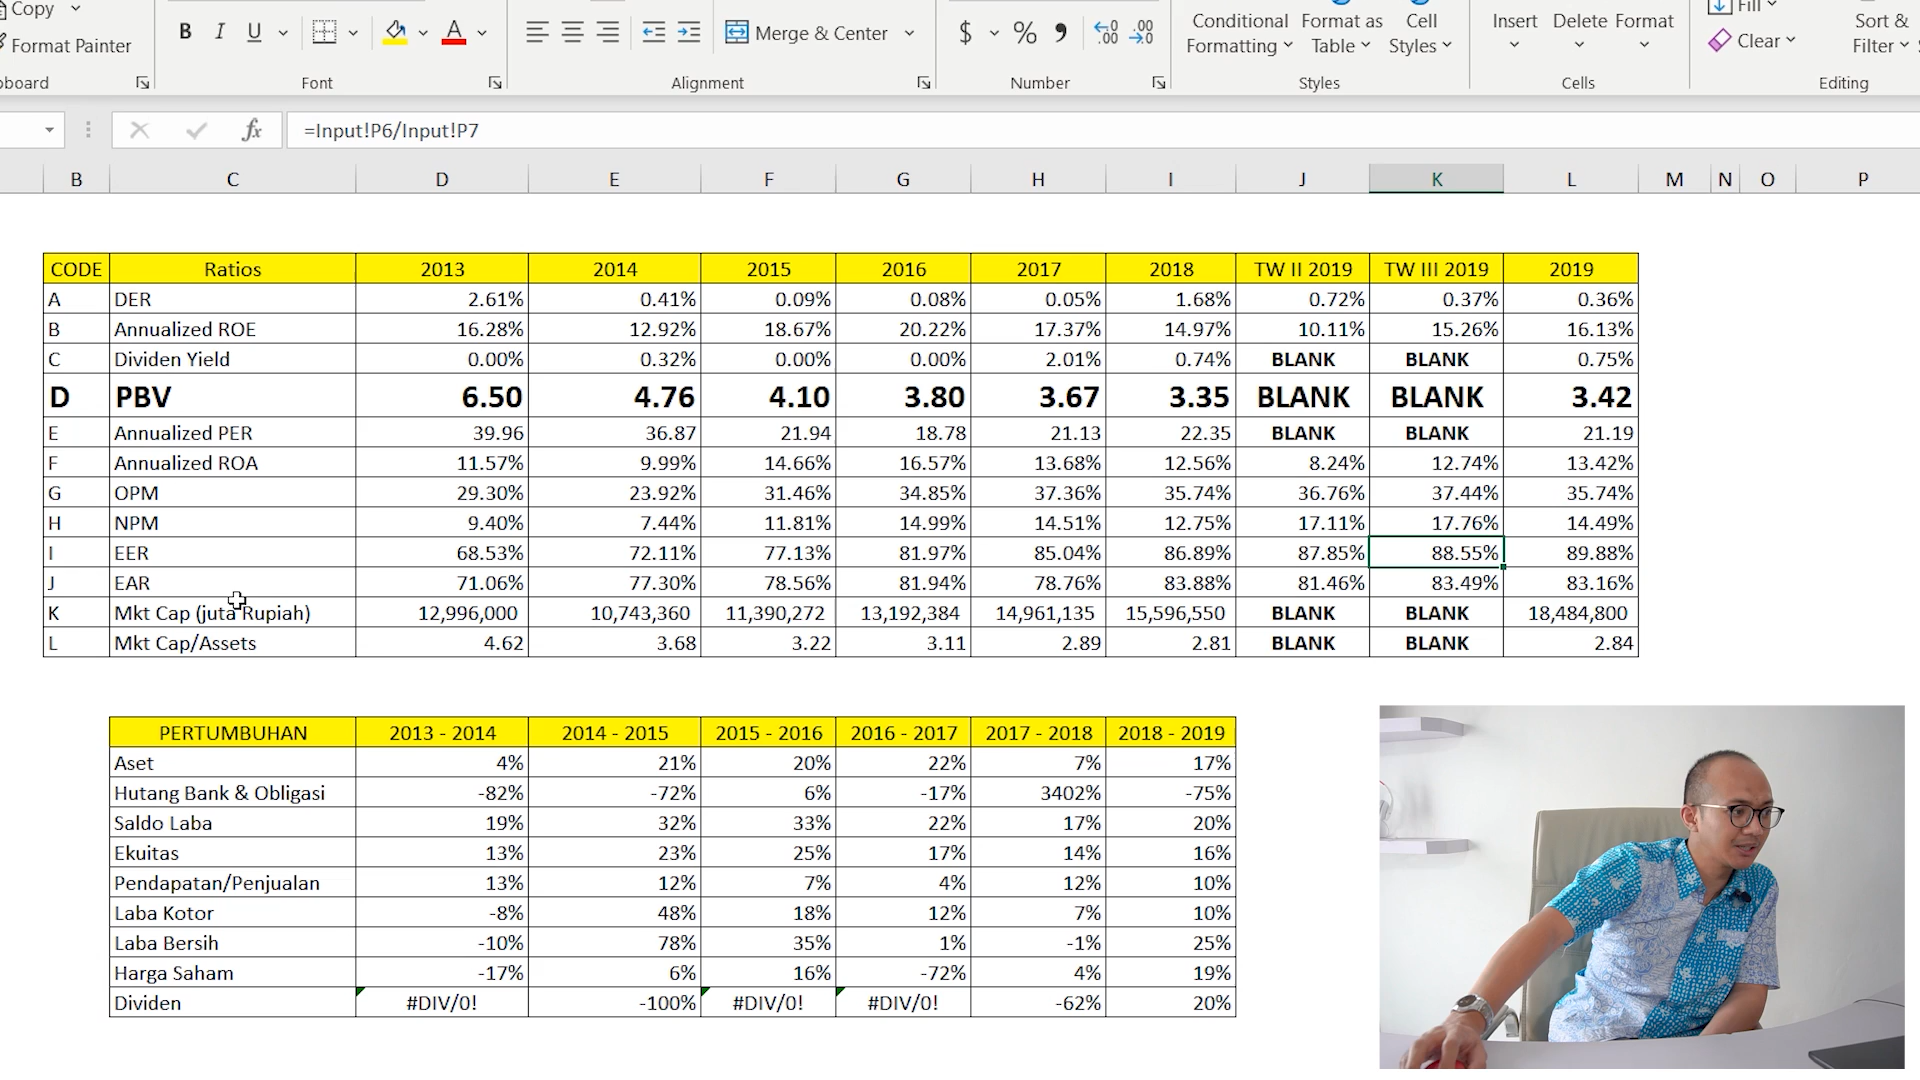 Copy
Format Painter
board
B I U
A
Font
Merge & Center
Alignment
$ % 9
Number
Conditional Formatting
Format as Table
Cell Styles
Styles
Insert Delete Format
Cells
Fill
Clear
Sort & Filter
Editing
fx =Input!P6/Input!P7
B C D E F G H I J K L M N O P
CODE Ratios 2013 2014 2015 2016 2017 2018 TW II 2019 TW III 2019 2019
A DER 2.61% 0.41% 0.09% 0.08% 0.05% 1.68% 0.72% 0.37% 0.36%
B Annualized ROE 16.28% 12.92% 18.67% 20.22% 17.37% 14.97% 10.11% 15.26% 16.13%
C Dividen Yield 0.00% 0.32% 0.00% 0.00% 2.01% 0.74% BLANK BLANK 0.75%
D PBV 6.50 4.76 4.10 3.80 3.67 3.35 BLANK BLANK 3.42
E Annualized PER 39.96 36.87 21.94 18.78 21.13 22.35 BLANK BLANK 21.19
F Annualized ROA 11.57% 9.99% 14.66% 16.57% 13.68% 12.56% 8.24% 12.74% 13.42%
G OPM 29.30% 23.92% 31.46% 34.85% 37.36% 35.74% 36.76% 37.44% 35.74%
H NPM 9.40% 7.44% 11.81% 14.99% 14.51% 12.75% 17.11% 17.76% 14.49%
I EER 68.53% 72.11% 77.13% 81.97% 85.04% 86.89% 87.85% 88.55% 89.88%
J EAR 71.06% 77.30% 78.56% 81.94% 78.76% 83.88% 81.46% 83.49% 83.16%
K Mkt Cap (juta Rupiah) 12,996,000 10,743,360 11,390,272 13,192,384 14,961,135 15,596,550 BLANK BLANK 18,484,800
L Mkt Cap/Assets 4.62 3.68 3.22 3.11 2.89 2.81 BLANK BLANK 2.84
PERTUMBUHAN 2013 - 2014 2014 - 2015 2015 - 2016 2016 - 2017 2017 - 2018 2018 - 2019
Aset 4% 21% 20% 22% 7% 17%
Hutang Bank & Obligasi -82% -72% 6% -17% 3402% -75%
Saldo Laba 19% 32% 33% 22% 17% 20%
Ekuitas 13% 23% 25% 17% 14% 16%
Pendapatan/Penjualan 13% 12% 7% 4% 12% 10%
Laba Kotor -8% 48% 18% 12% 7% 10%
Laba Bersih -10% 78% 35% 1% -1% 25%
Harga Saham -17% 6% 16% -72% 4% 19%
Dividen #DIV/0! -100% #DIV/0! #DIV/0! -62% 20%